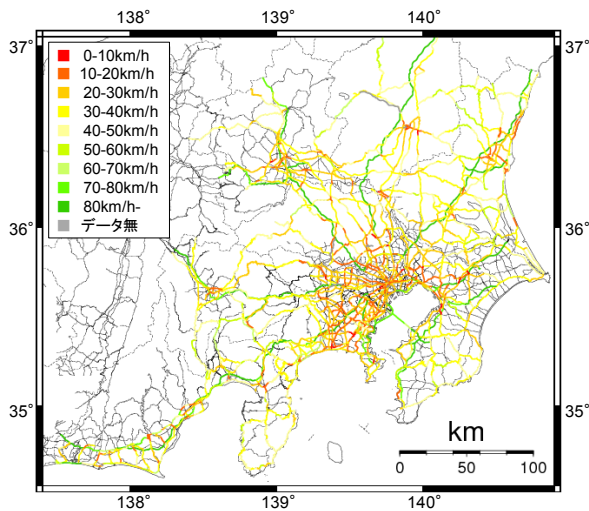 138° 139° 140°
37° 37°
0-10km/h
10-20km/h
20-30km/h
30-40km/h
40-50km/h
50-60km/h
60-70km/h
70-80km/h
80km/h-
データ無
36° 36°
35° 35°
km
0 50 100
138° 139° 140°